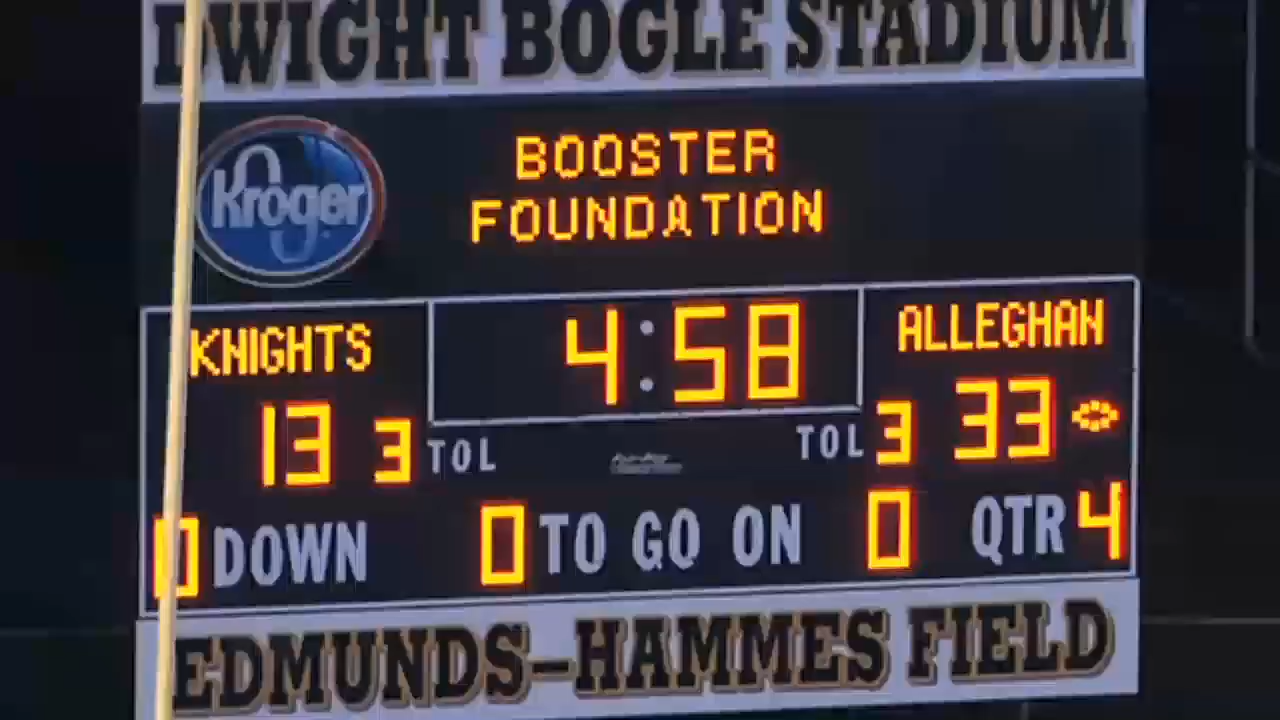 DWIGHT BOGLE STADIUM
Kroger
BOOSTER
FOUNDATION
KNIGHTS
4:58
ALLEGHAN
13 3 TOL
TOL 3 33
0 DOWN 0 TO GO ON 0 QTR 4
EDMUNDS-HAMMES FIELD